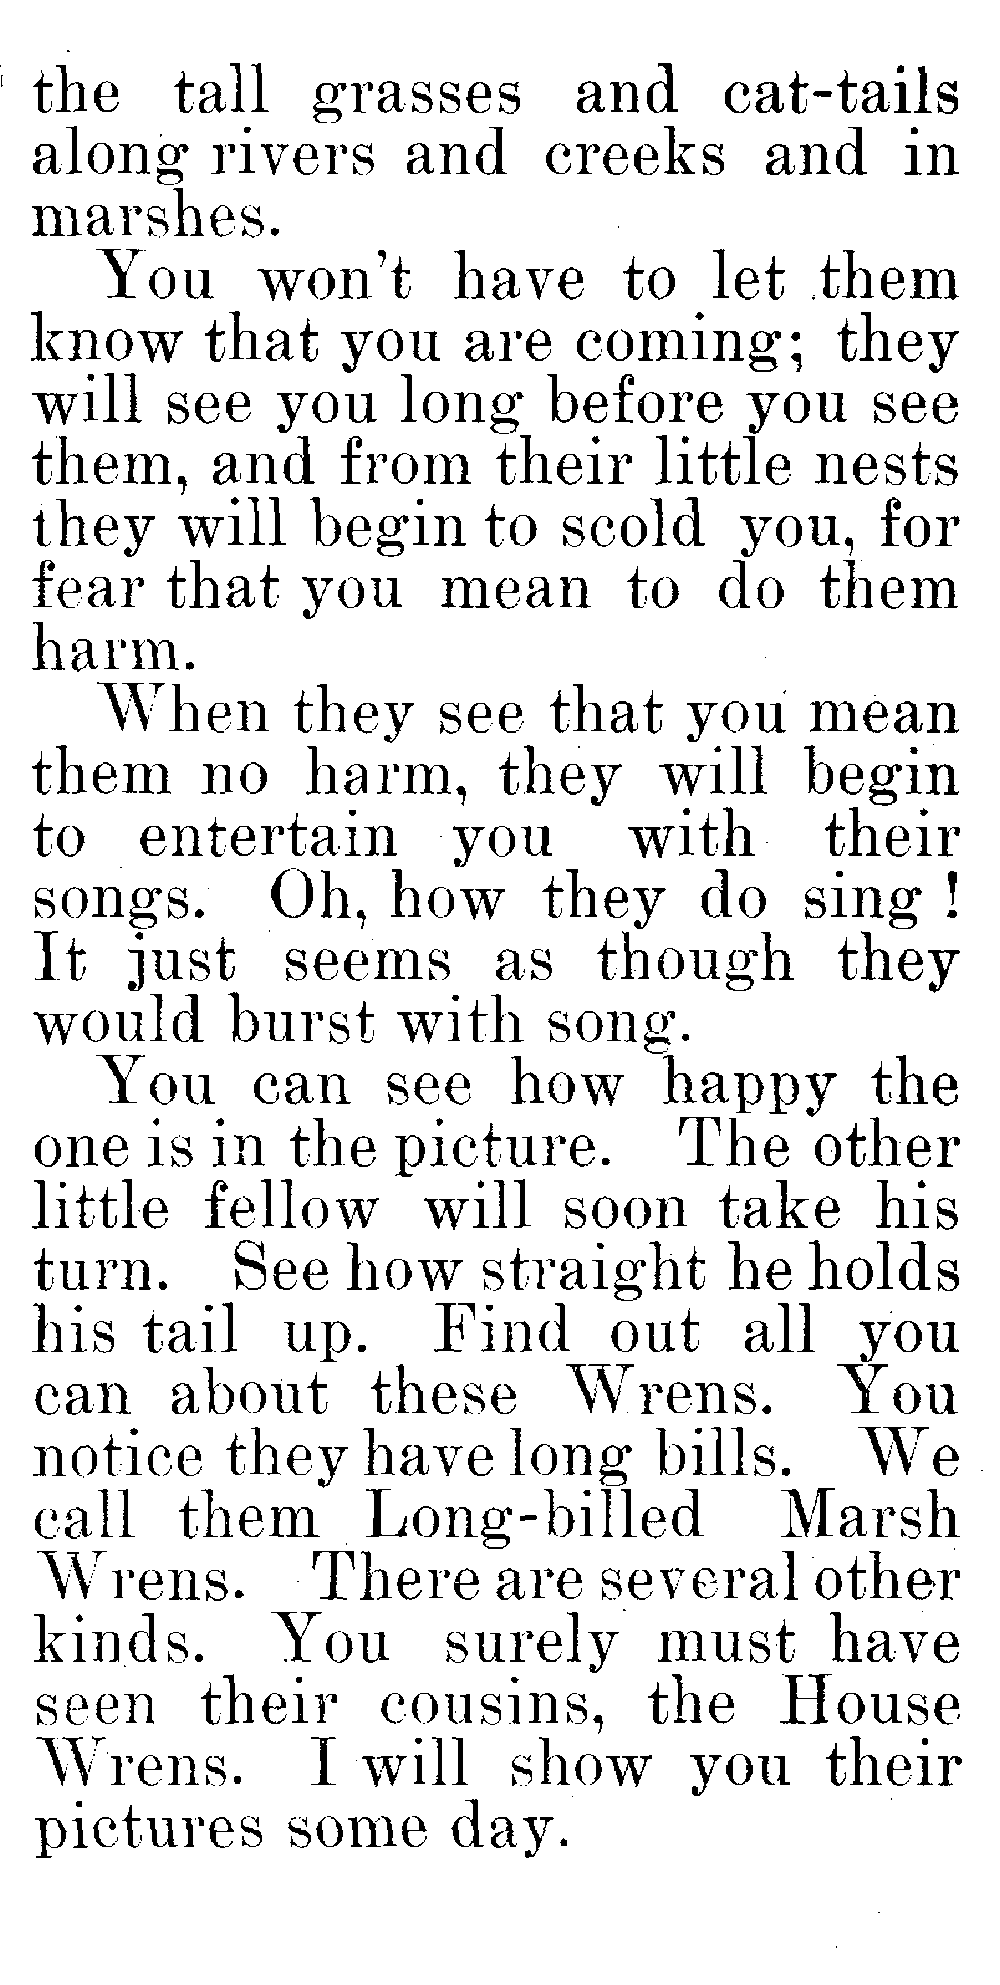 the tall grasses and cat-tails
along rivers and creeks and in
marshes.
You won't have to let them
know that you are coming; they
will see you long before you see
them, and from their little nests
they will begin to scold you, for
fear that you mean to do them
harm.
When they see that you mean
them no harm, they will begin
to entertain you with their
songs. Oh, how they do sing !
It just seems as though they
would burst with song.
You can see how happy the
one is in the picture. The other
little fellow will soon take his
turn. See how straight he holds
his tail up. Find out all you
can about these Wrens. You
notice they have long bills. We
call them Long-billed Marsh
Wrens. There are several other
kinds. You surely must have
seen their cousins, the House
Wrens. I will show you their
pictures some day.